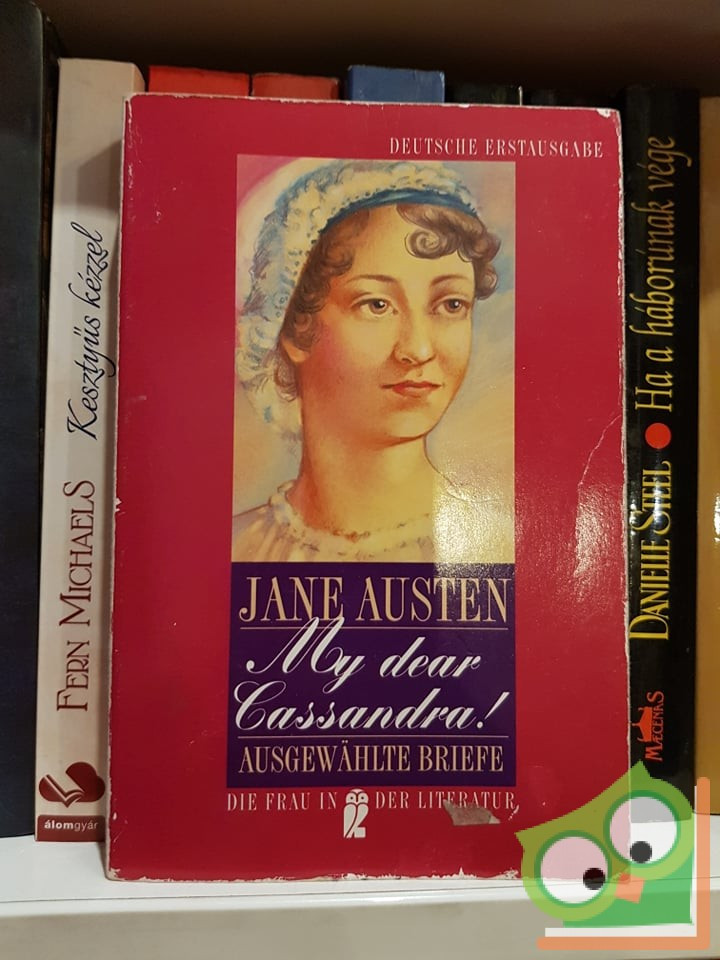 DEUTSCHE ERSTAUSGABE
JANE AUSTEN
My dear
Cassandra!
AUSGEWÄHLTE BRIEFE
DIE FRAU IN DER LITERATUR
FERN MICHAELS Kesztyűs kézzel
álomgyár
DANIELLE STEEL • Ha a háborúnak vége
MÆCENAS